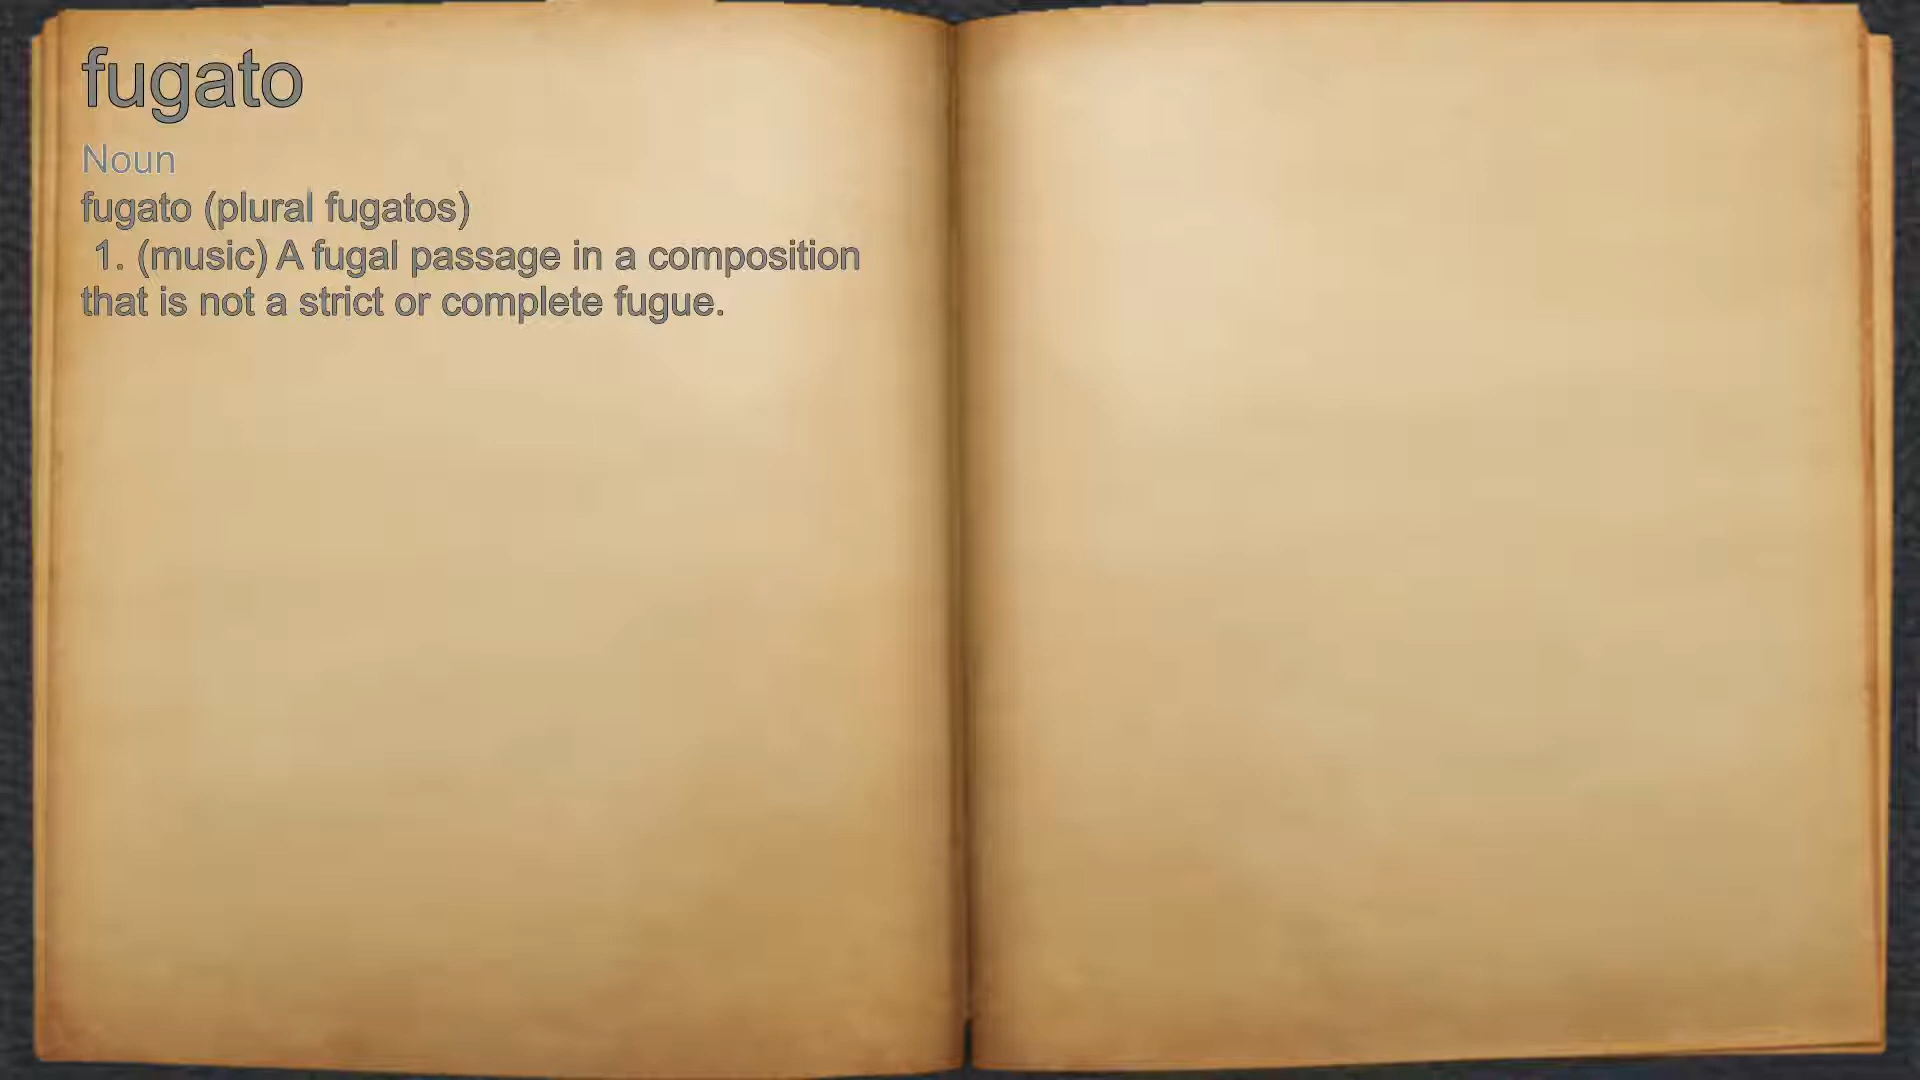 fugato
Noun
fugato (plural fugatos)
1. (music) A fugal passage in a composition
that is not a strict or complete fugue.